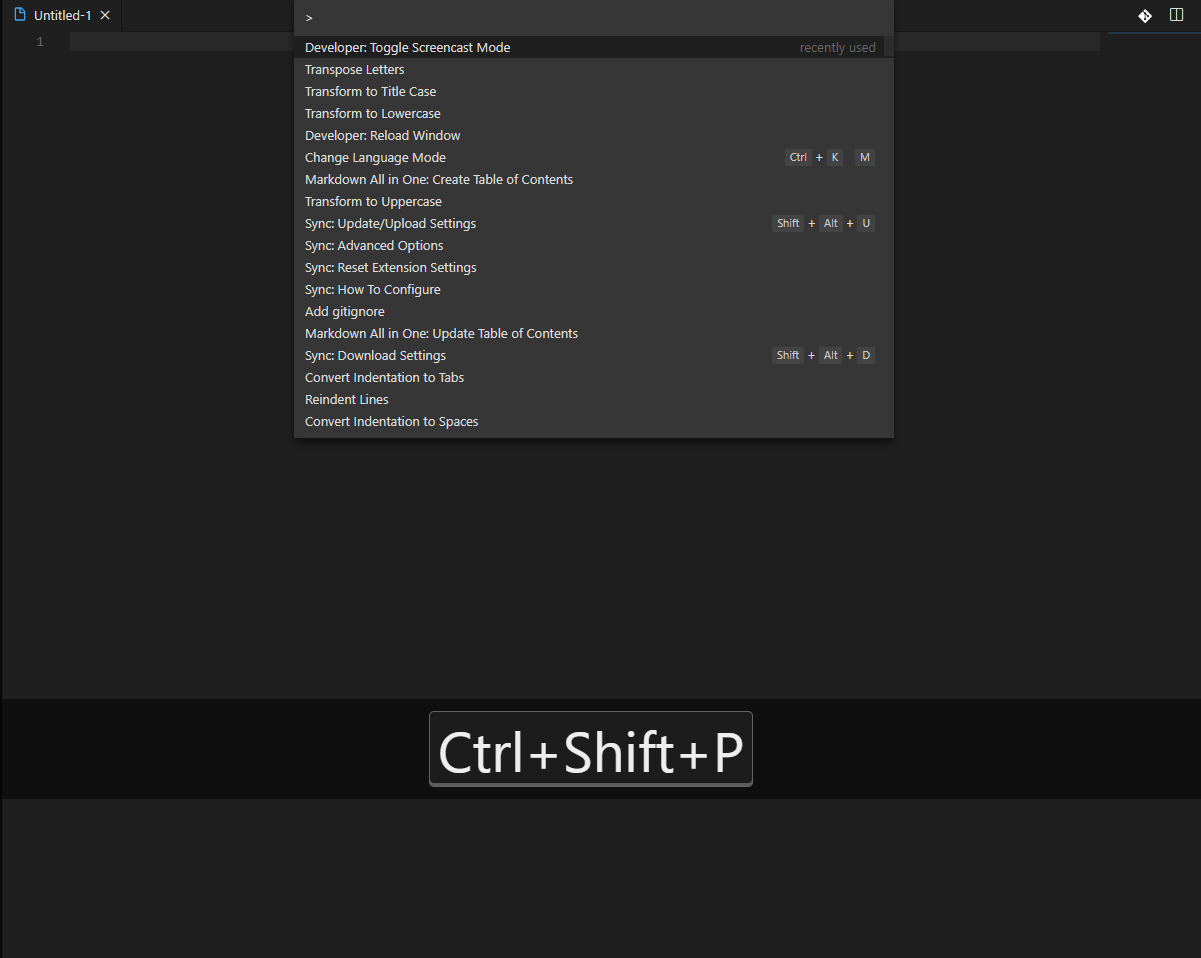 Untitled-1
>
1
Developer: Toggle Screencast Mode recently used
Transpose Letters
Transform to Title Case
Transform to Lowercase
Developer: Reload Window
Change Language Mode Ctrl + K M
Markdown All in One: Create Table of Contents
Transform to Uppercase
Sync: Update/Upload Settings Shift + Alt + U
Sync: Advanced Options
Sync: Reset Extension Settings
Sync: How To Configure
Add gitignore
Markdown All in One: Update Table of Contents
Sync: Download Settings Shift + Alt + D
Convert Indentation to Tabs
Reindent Lines
Convert Indentation to Spaces
Ctrl+Shift+P